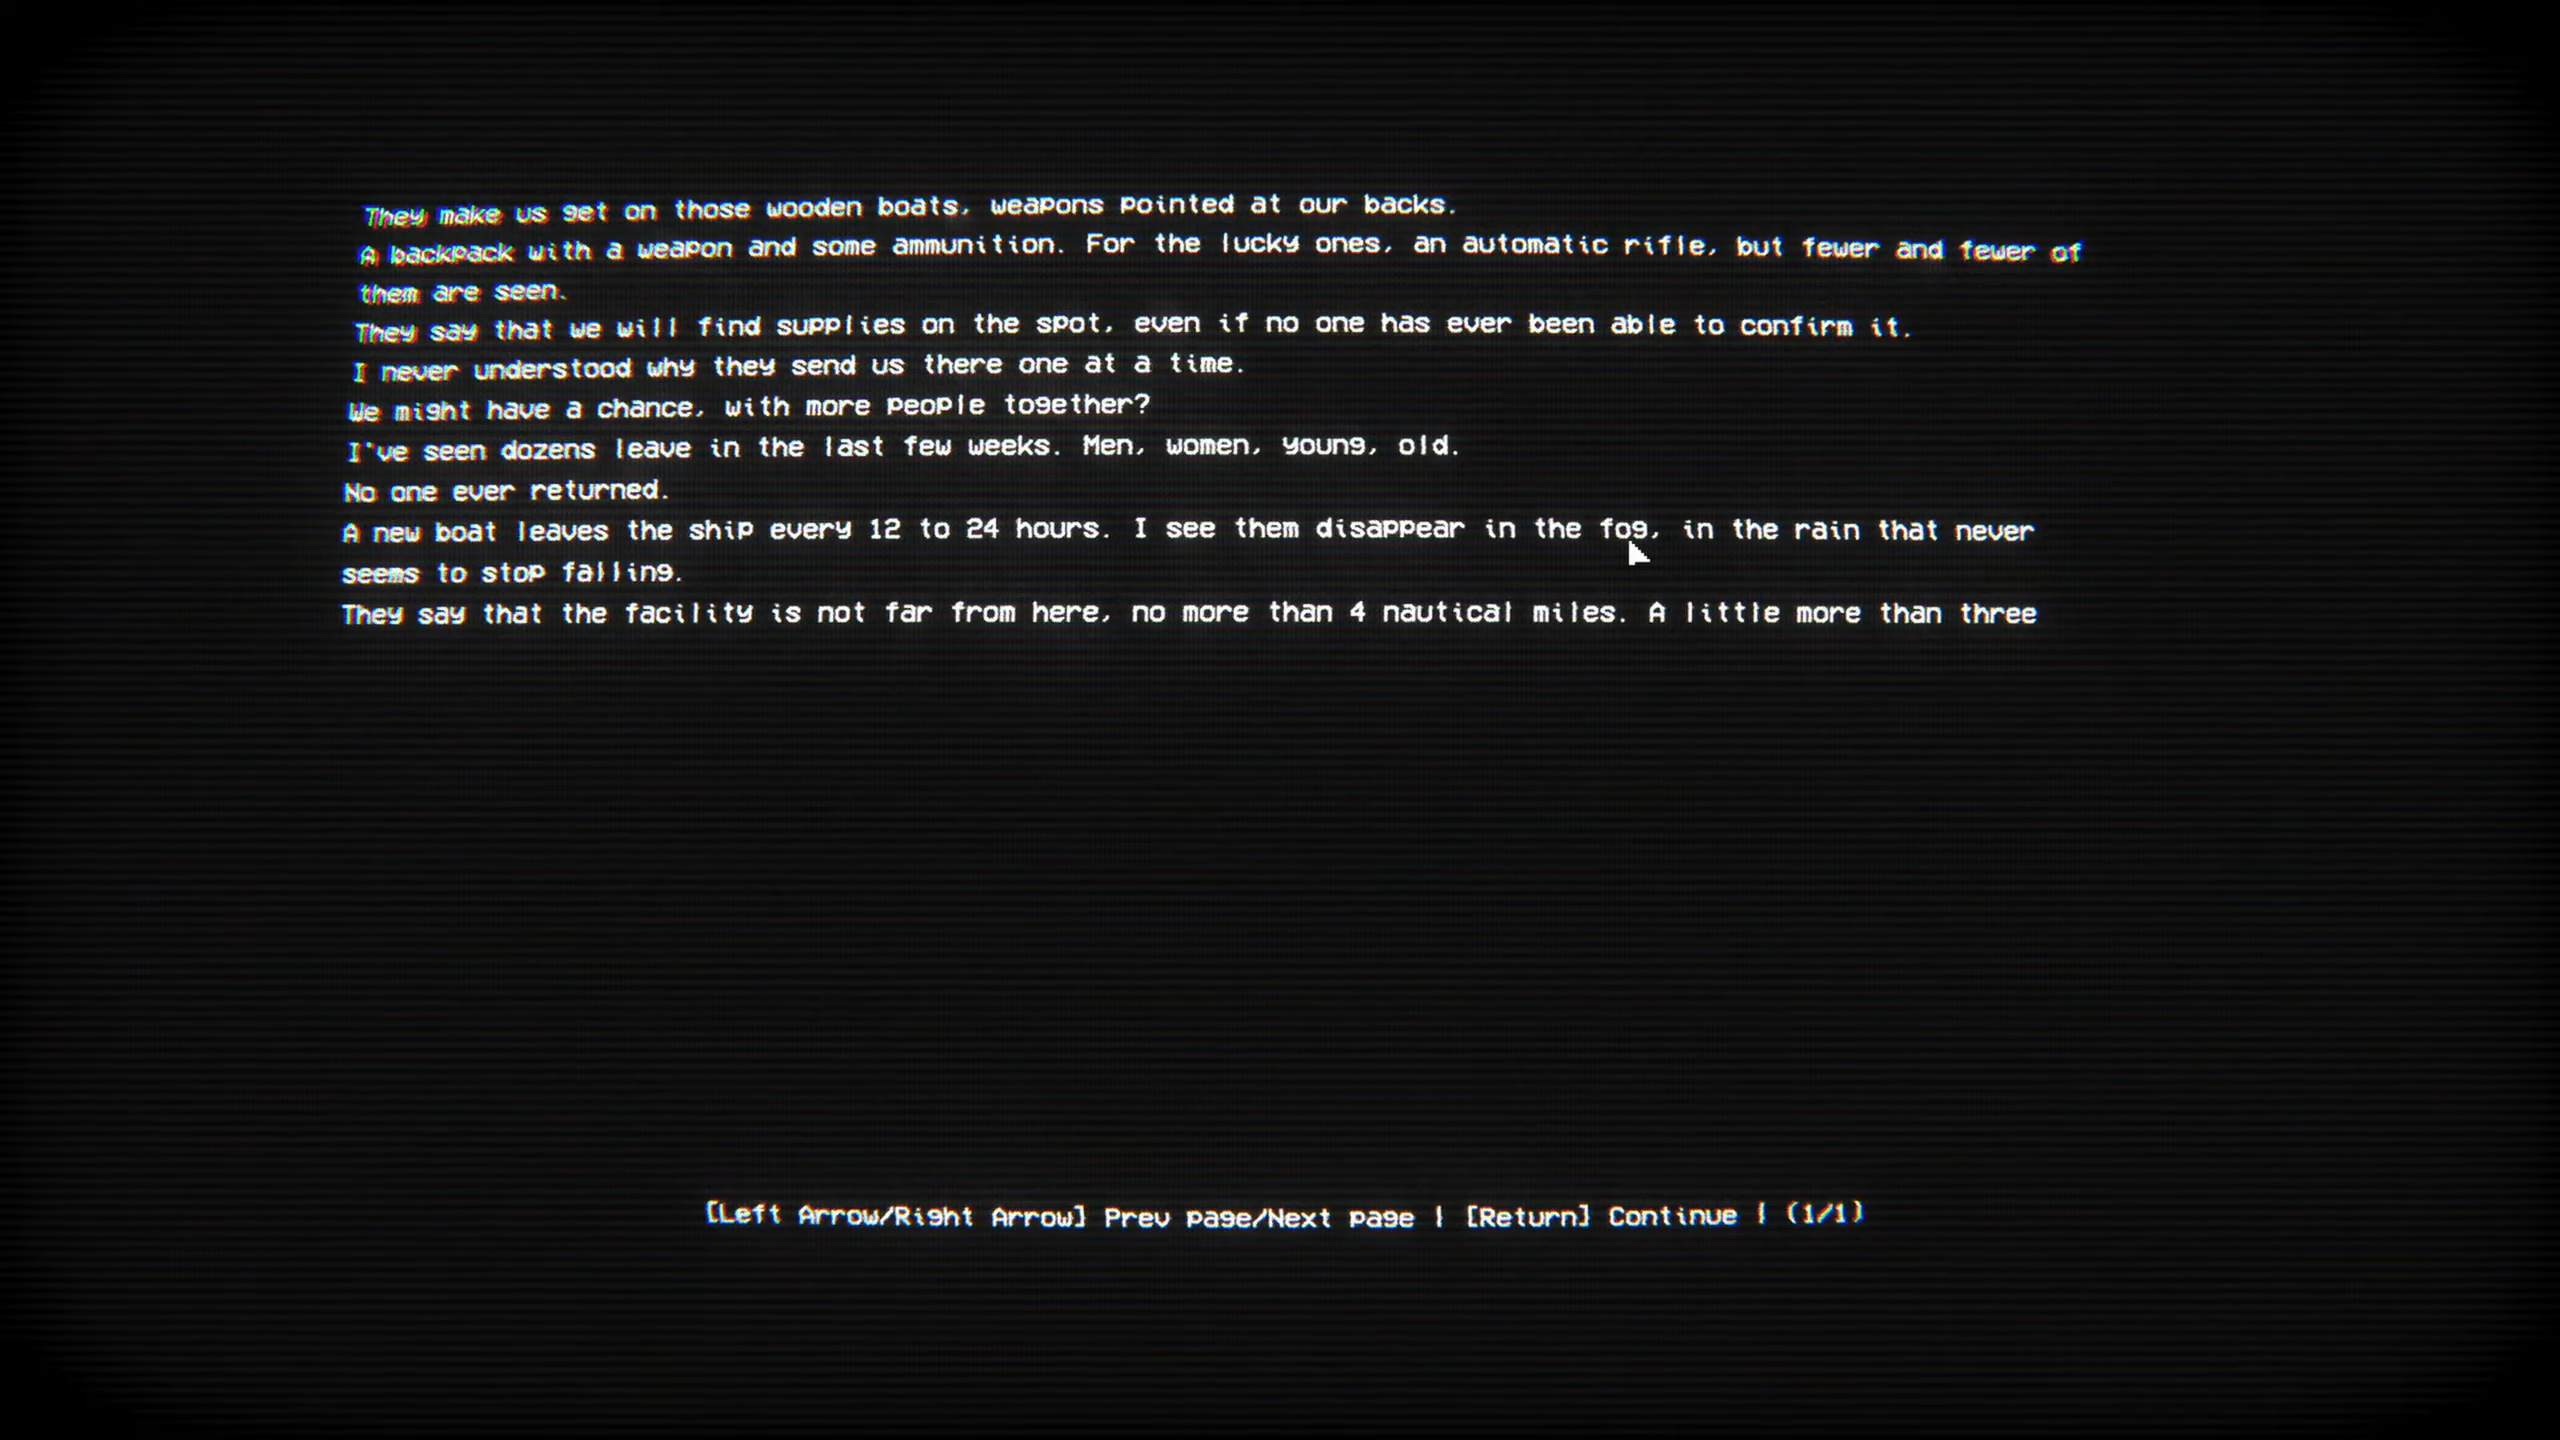 They make us get on those wooden boats, weapons pointed at our backs.
A backpack with a weapon and some ammunition. For the lucky ones, an automatic rifle, but fewer and fewer of
them are seen.
They say that we will find supplies on the spot, even if no one has ever been able to confirm it.
I never understood why they send us there one at a time.
We might have a chance, with more people together?
I've seen dozens leave in the last few weeks. Men, women, young, old.
No one ever returned.
A new boat leaves the ship every 12 to 24 hours. I see them disappear in the fog, in the rain that never
seems to stop falling.
They say that the facility is not far from here, no more than 4 nautical miles. A little more than three
[Left Arrow/Right Arrow] Prev page/Next page | [Return] Continue | (1/1)